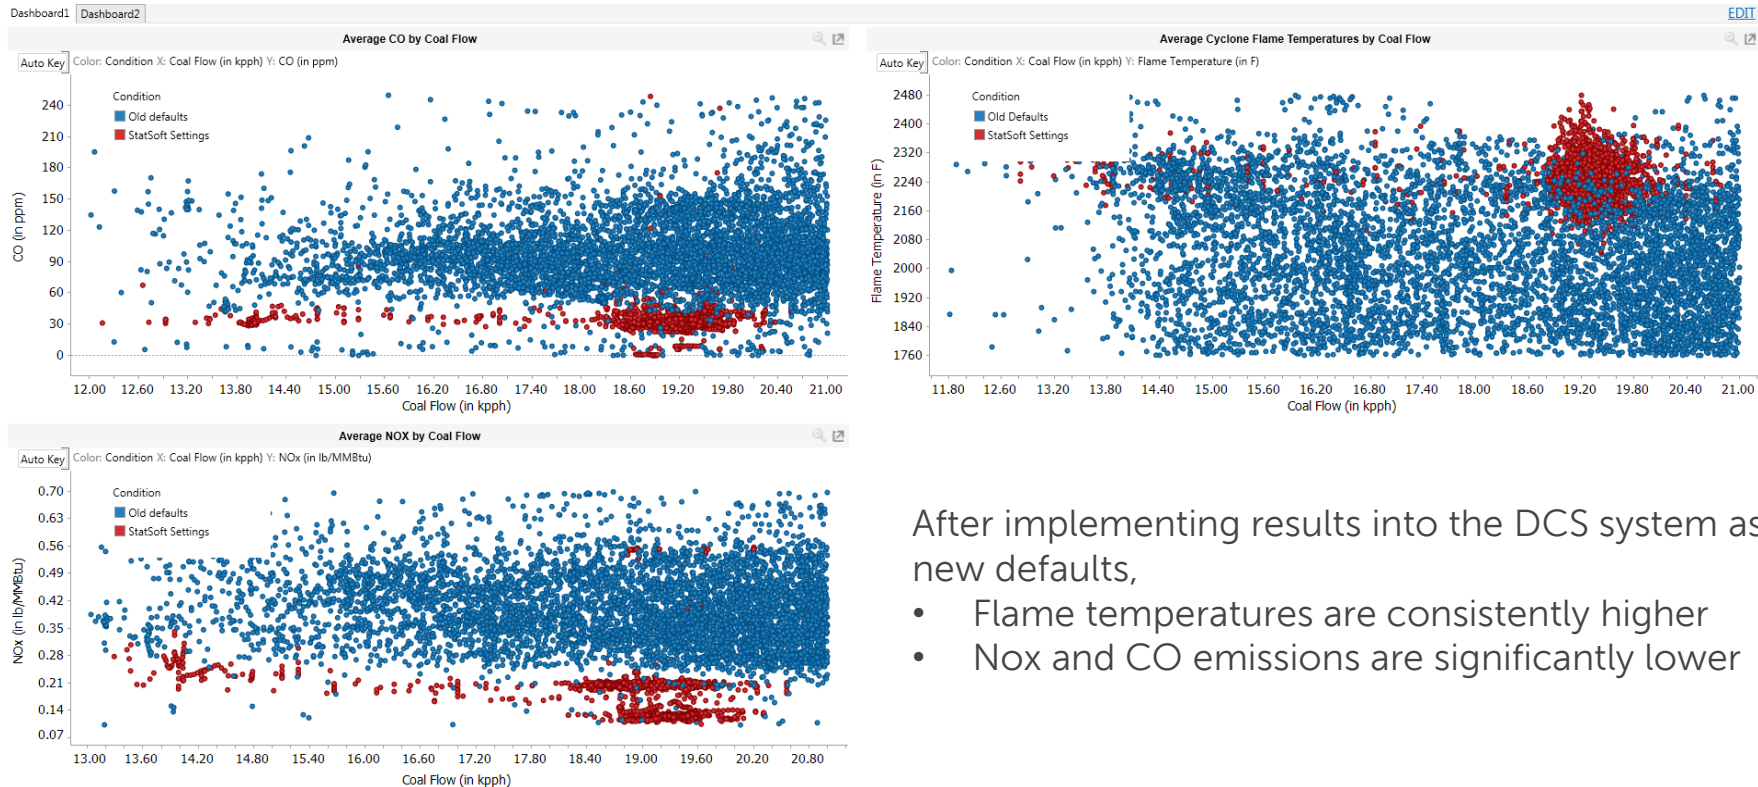 Dashboard1 Dashboard2 EDIT
Average CO by Coal Flow
Auto Key Color: Condition X: Coal Flow (in kpph) Y: CO (in ppm)
Condition
Old defaults
StatSoft Settings
CO (in ppm)
240
210
180
150
120
90
60
30
0
12.00 12.60 13.20 13.80 14.40 15.00 15.60 16.20 16.80 17.40 18.00 18.60 19.20 19.80 20.40 21.00
Coal Flow (in kpph)
Average Cyclone Flame Temperatures by Coal Flow
Auto Key Color: Condition X: Coal Flow (in kpph) Y: Flame Temperature (in F)
Condition
Old Defaults
StatSoft Settings
Flame Temperature (in F)
2480
2400
2320
2240
2160
2080
2000
1920
1840
1760
11.80 12.60 13.20 13.80 14.40 15.00 15.60 16.20 16.80 17.40 18.00 18.60 19.20 19.80 20.40 21.00
Coal Flow (in kpph)
Average NOX by Coal Flow
Auto Key Color: Condition X: Coal Flow (in kpph) Y: NOx (in lb/MMBtu)
Condition
Old defaults
StatSoft Settings
NOx (in lb/MMBtu)
0.70
0.63
0.56
0.49
0.42
0.35
0.28
0.21
0.14
0.07
13.00 13.60 14.20 14.80 15.40 16.00 16.60 17.20 17.80 18.40 19.00 19.60 20.20 20.80
Coal Flow (in kpph)
After implementing results into the DCS system as
new defaults,
• Flame temperatures are consistently higher
• Nox and CO emissions are significantly lower